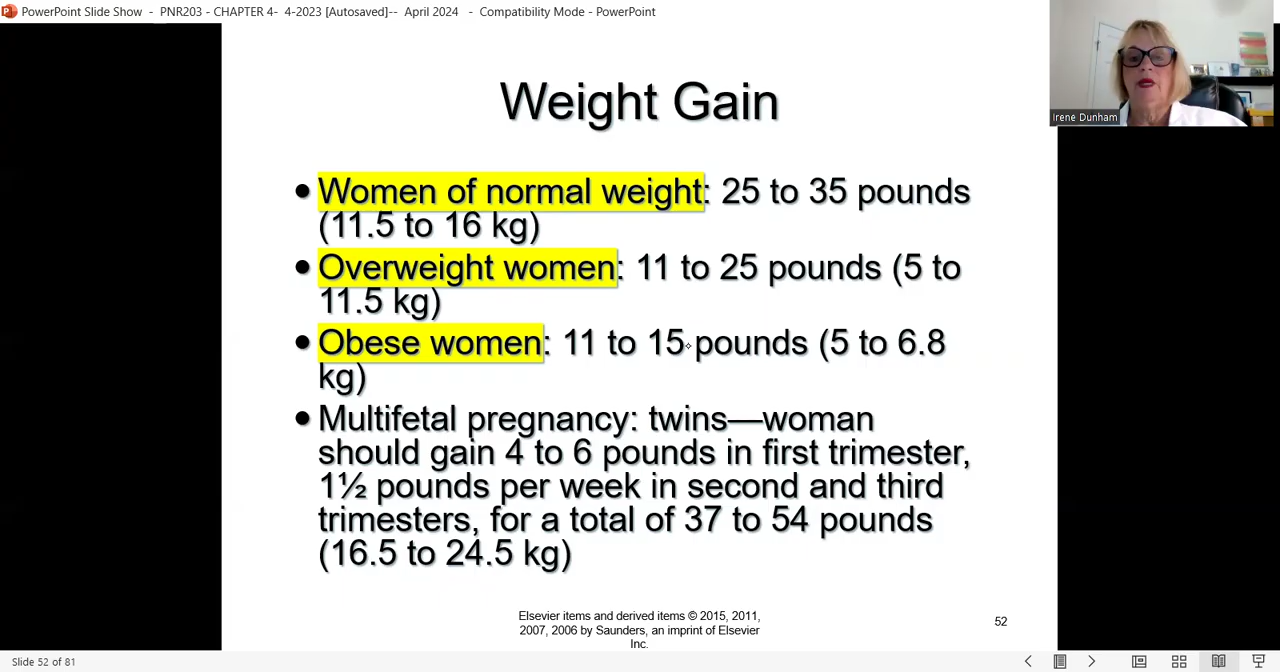 PowerPoint Slide Show - PNR203 - CHAPTER 4- 4-2023 [Autosaved]-- April 2024 - Compatibility Mode - PowerPoint
Irene Dunham
Weight Gain
• Women of normal weight: 25 to 35 pounds
(11.5 to 16 kg)
• Overweight women: 11 to 25 pounds (5 to
11.5 kg)
• Obese women: 11 to 15 pounds (5 to 6.8
kg)
• Multifetal pregnancy: twins—woman
should gain 4 to 6 pounds in first trimester,
1½ pounds per week in second and third
trimesters, for a total of 37 to 54 pounds
(16.5 to 24.5 kg)
Elsevier items and derived items © 2015, 2011,
2007, 2006 by Saunders, an imprint of Elsevier
Inc.
52
Slide 52 of 81